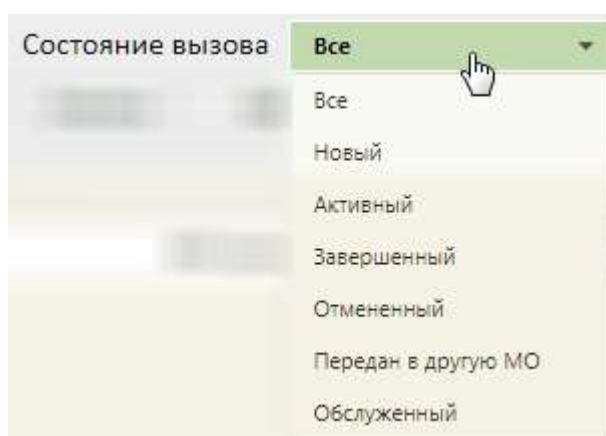 Состояние вызова Все
Все
Новый
Активный
Завершенный
Отмененный
Передан в другую МО
Обслуженный